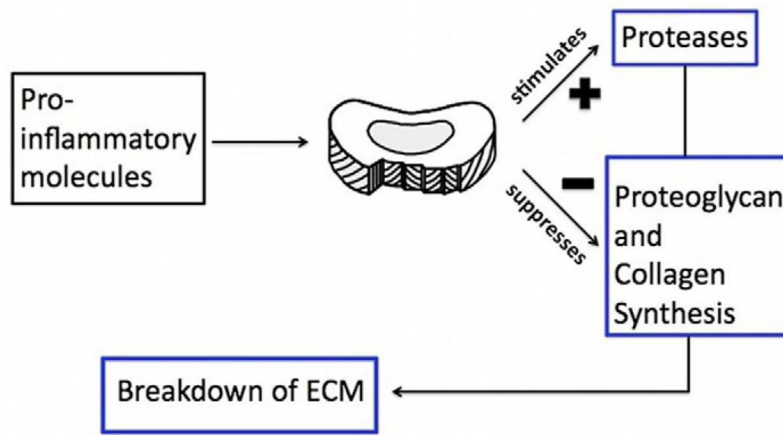 Pro-
inflammatory
molecules
stimulates
+
Proteases
suppresses
-
Proteoglycan
and
Collagen
Synthesis
Breakdown of ECM